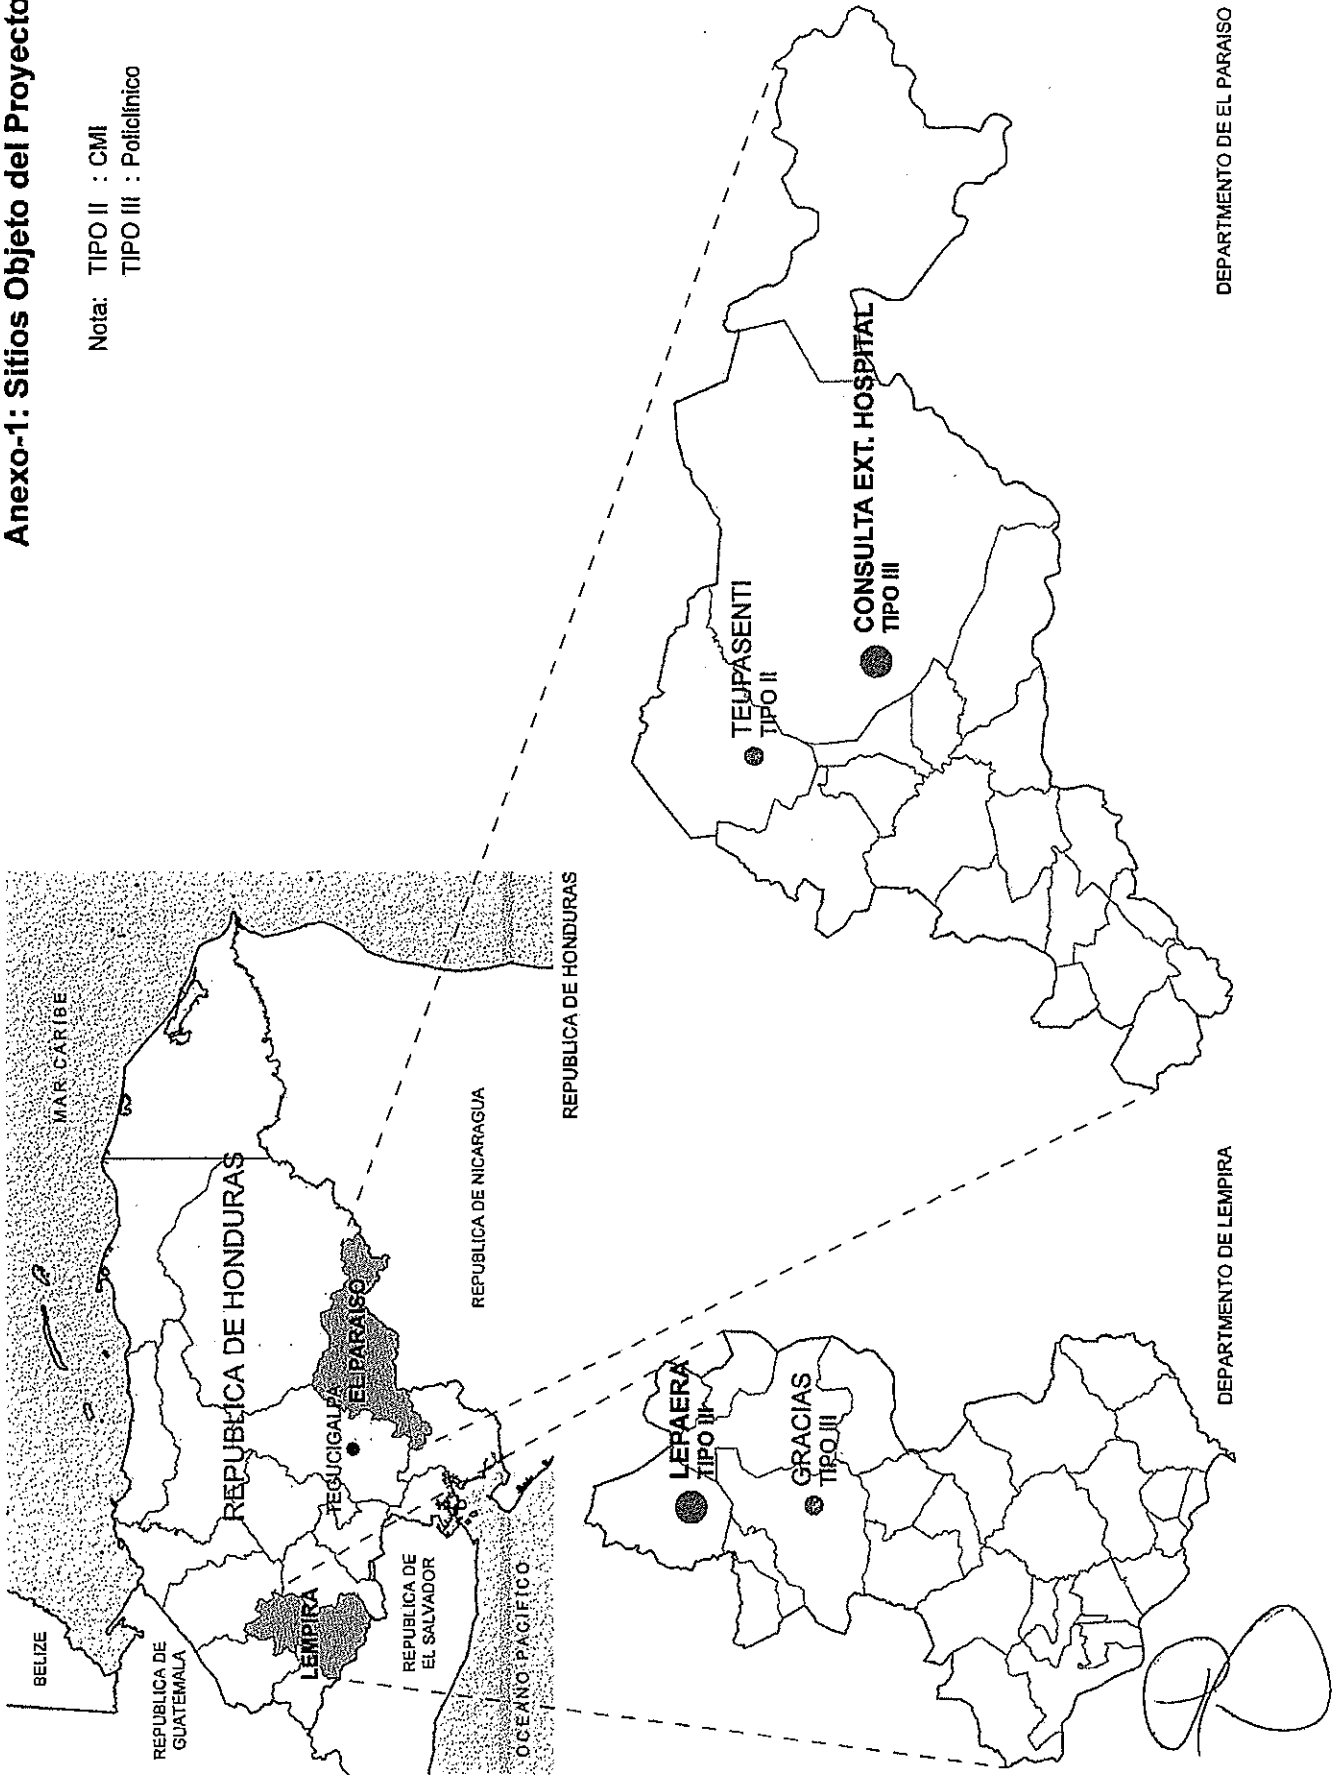 Anexo-1: Sitios Objeto del Proyecto
Nota: TIPO II : CMI
TIPO III : Policlínico
BELIZE
MAR CARIBE
REPUBLICA DE
GUATEMALA
REPUBLICA DE HONDURAS
LEMPIRA
TEGUCIGALPA
EL PARAISO
REPUBLICA DE
EL SALVADOR
REPUBLICA DE NICARAGUA
OCEANO PACIFICO
REPUBLICA DE HONDURAS
LEPAERA
TIPO III
GRACIAS
TIPO III
DEPARTMENTO DE LEMPIRA
TEUPASENTI
TIPO II
CONSULTA EXT. HOSPITAL
TIPO III
DEPARTMENTO DE EL PARAISO